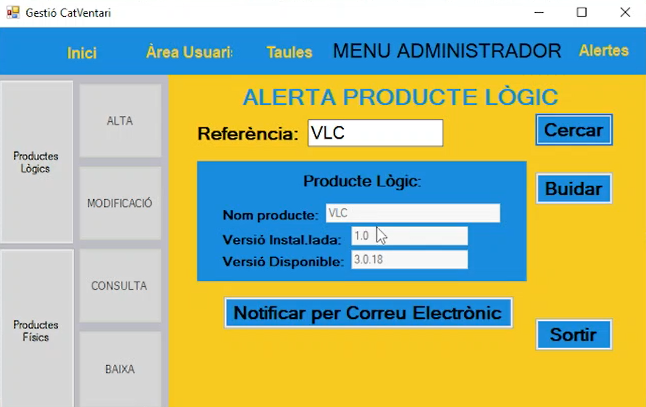 Gestió CatVentari
Inici
Àrea Usuari:
Taules
MENU ADMINISTRADOR
Alertes
Productes
Lògics
Productes
Físics
ALTA
MODIFICACIÓ
CONSULTA
BAIXA
ALERTA PRODUCTE LÒGIC
Referència: VLC
Cercar
Producte Lògic:
Buidar
Nom producte: VLC
Versió Instal.lada: 1.0
Versió Disponible: 3.0.18
Notificar per Correu Electrònic
Sortir